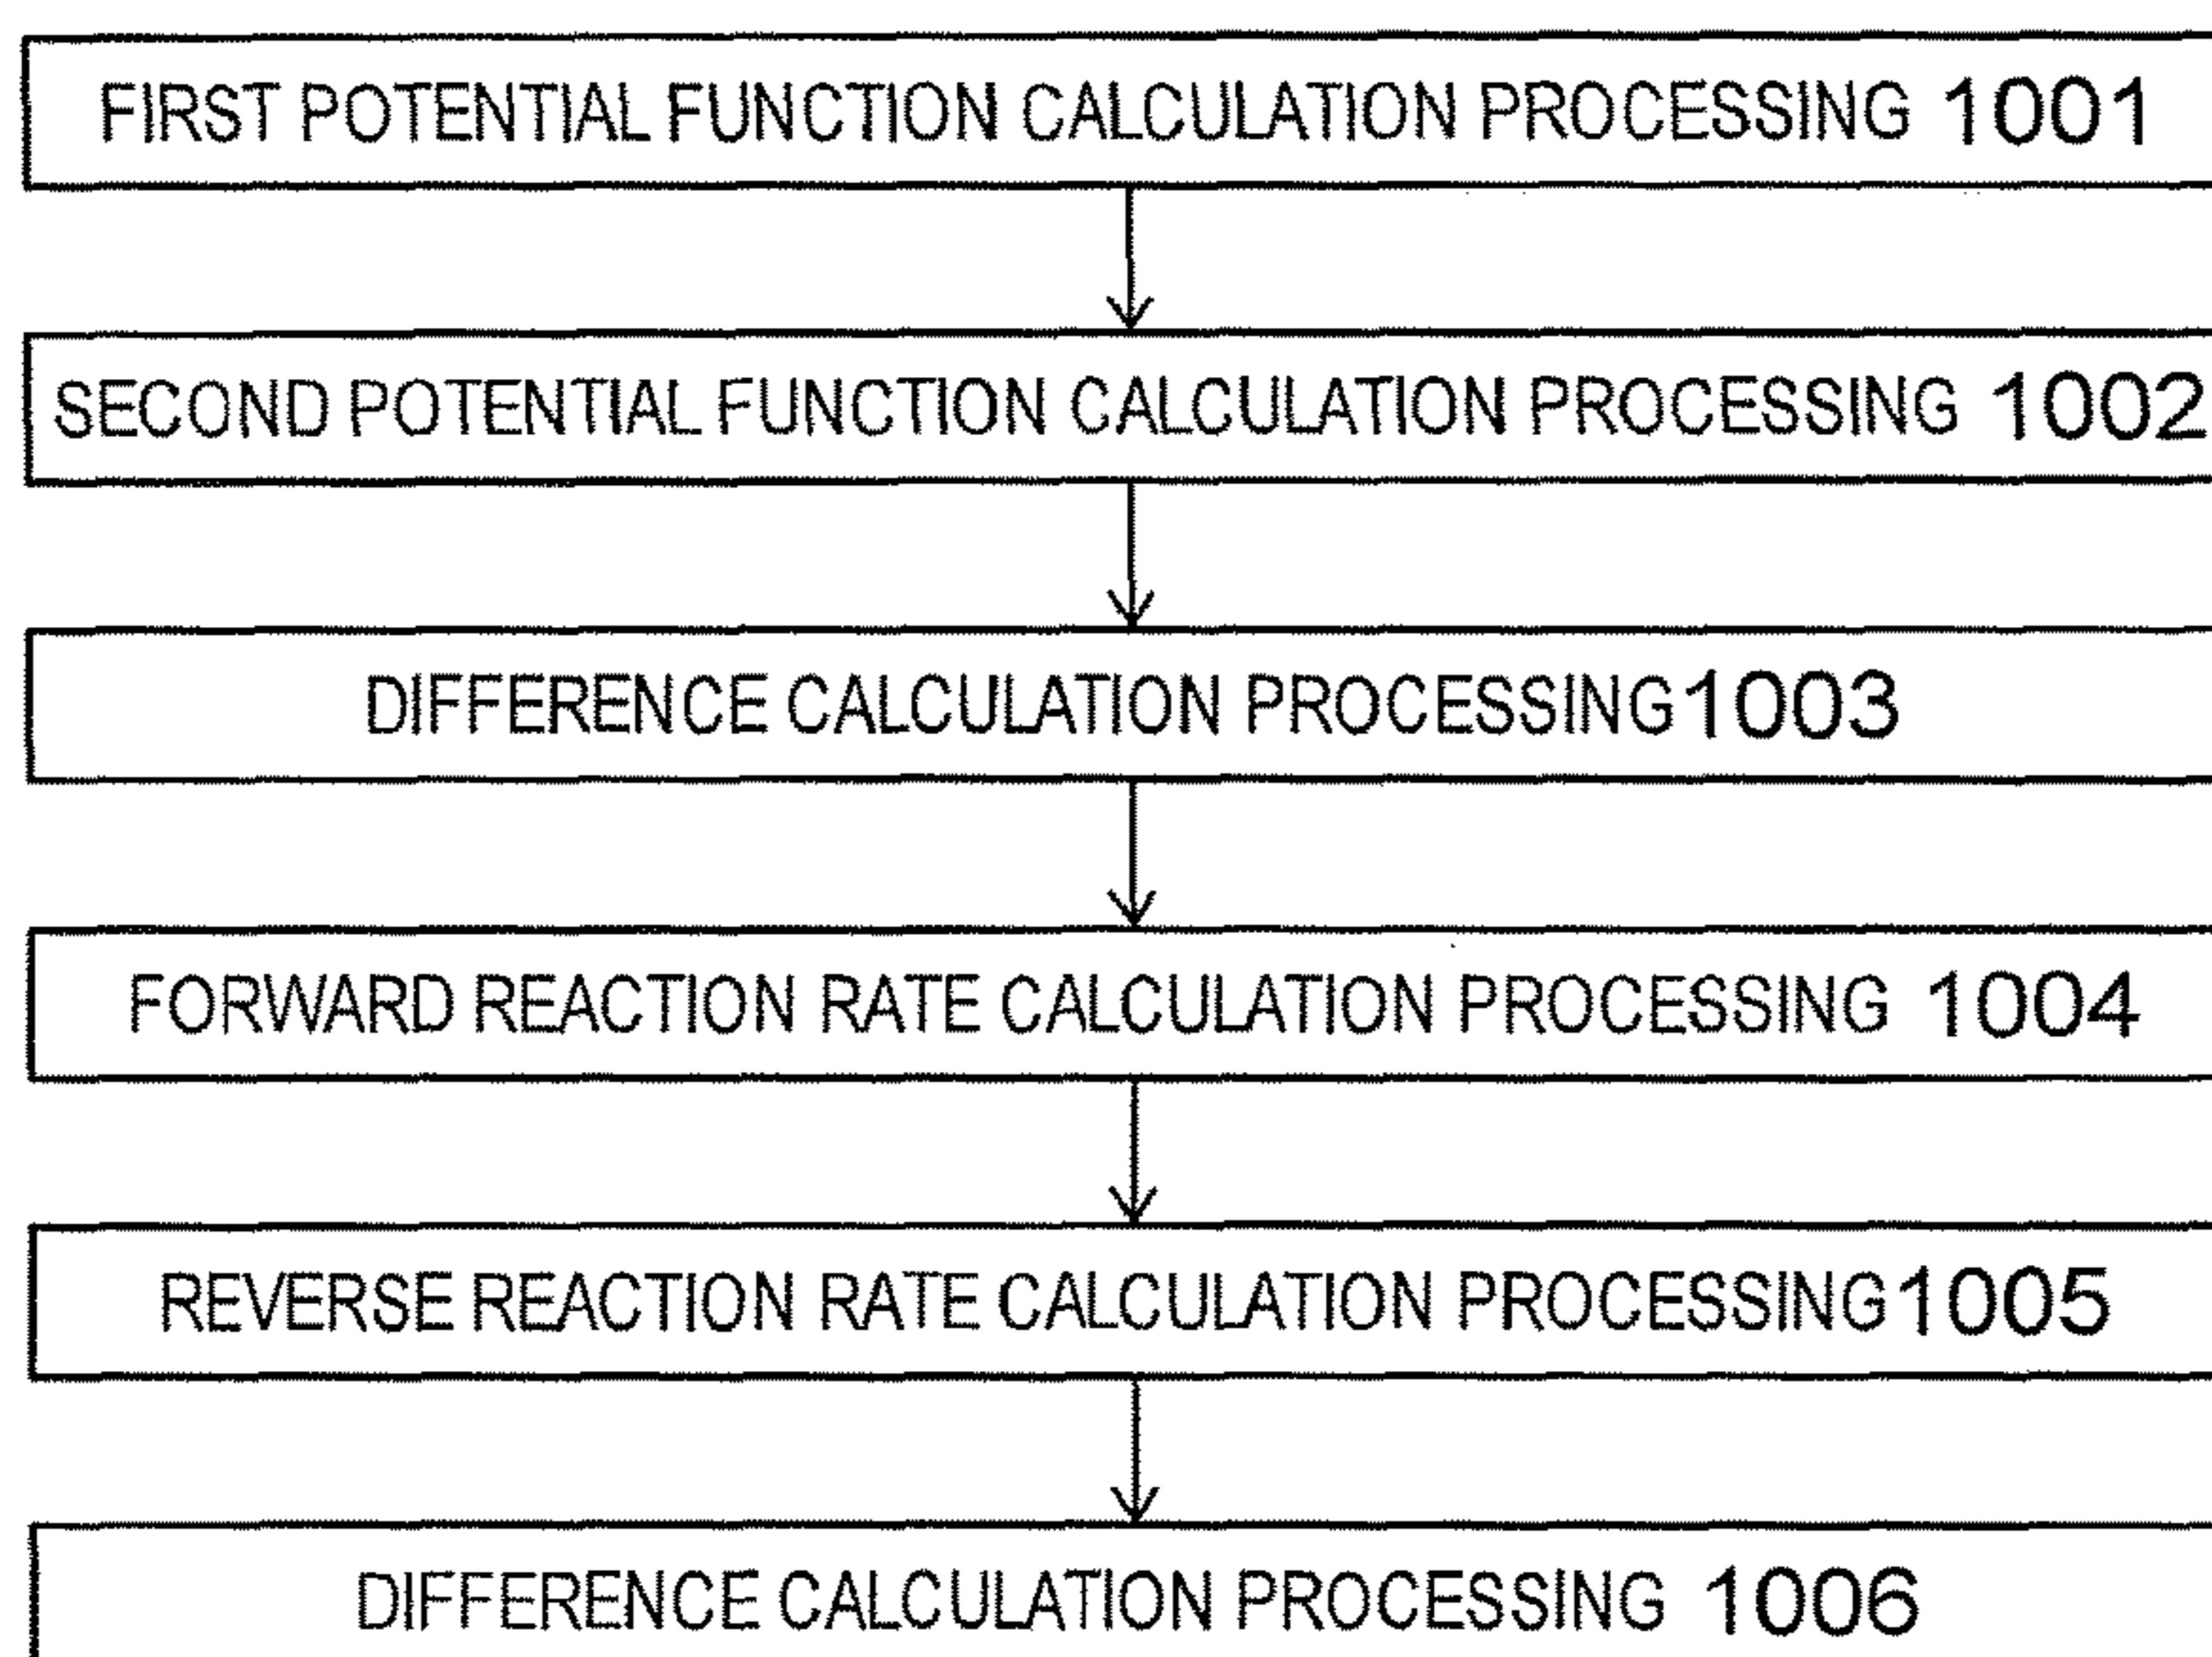 FIRST POTENTIAL FUNCTION CALCULATION PROCESSING 1001
SECOND POTENTIAL FUNCTION CALCULATION PROCESSING 1002
DIFFERENCE CALCULATION PROCESSING1003
FORWARD REACTION RATE CALCULATION PROCESSING 1004
REVERSE REACTION RATE CALCULATION PROCESSING1005
DIFFERENCE CALCULATION PROCESSING 1006